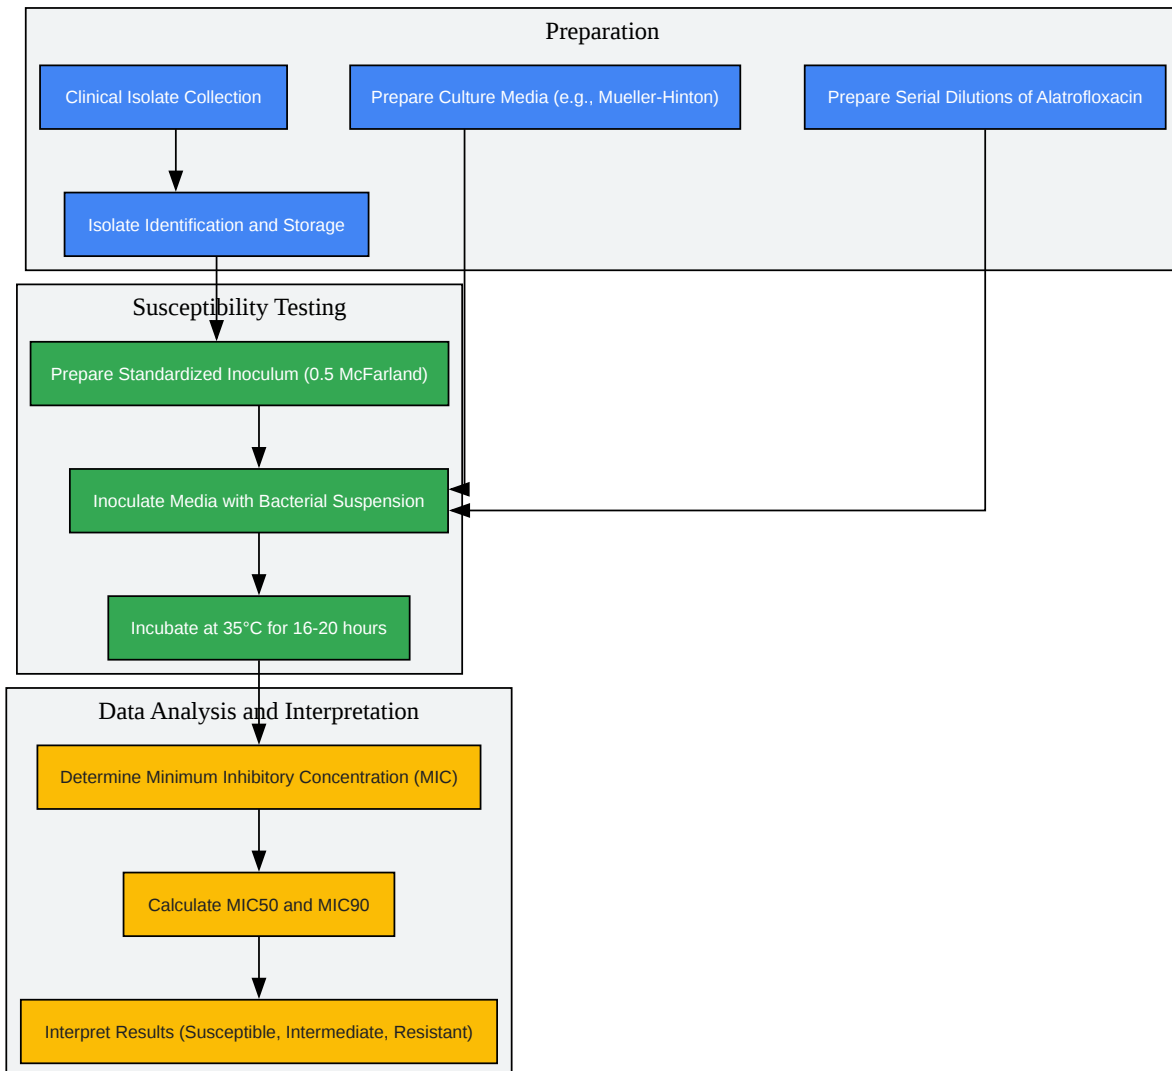 Preparation
Clinical Isolate Collection
Prepare Culture Media (e.g., Mueller-Hinton)
Prepare Serial Dilutions of Alatrofloxacin
Isolate Identification and Storage
Susceptibility Testing
Prepare Standardized Inoculum (0.5 McFarland)
Inoculate Media with Bacterial Suspension
Incubate at 35°C for 16-20 hours
Data Analysis and Interpretation
Determine Minimum Inhibitory Concentration (MIC)
Calculate MIC50 and MIC90
Interpret Results (Susceptible, Intermediate, Resistant)